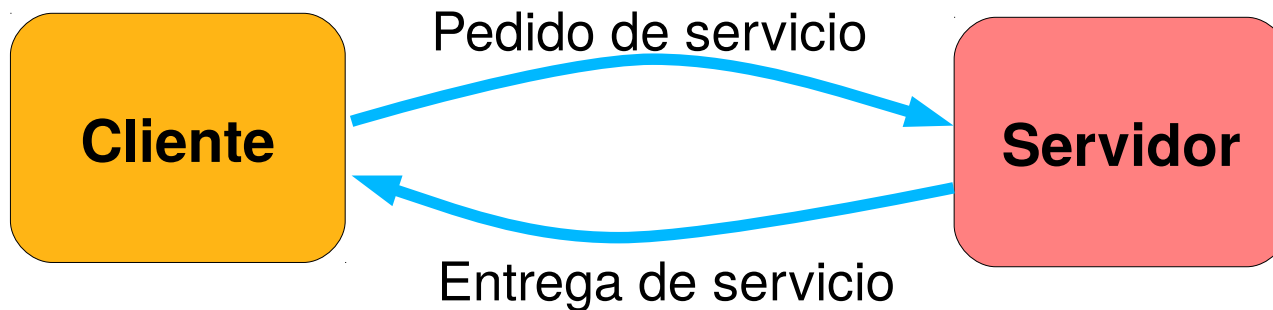 Pedido de servicio
Cliente
Servidor
Entrega de servicio